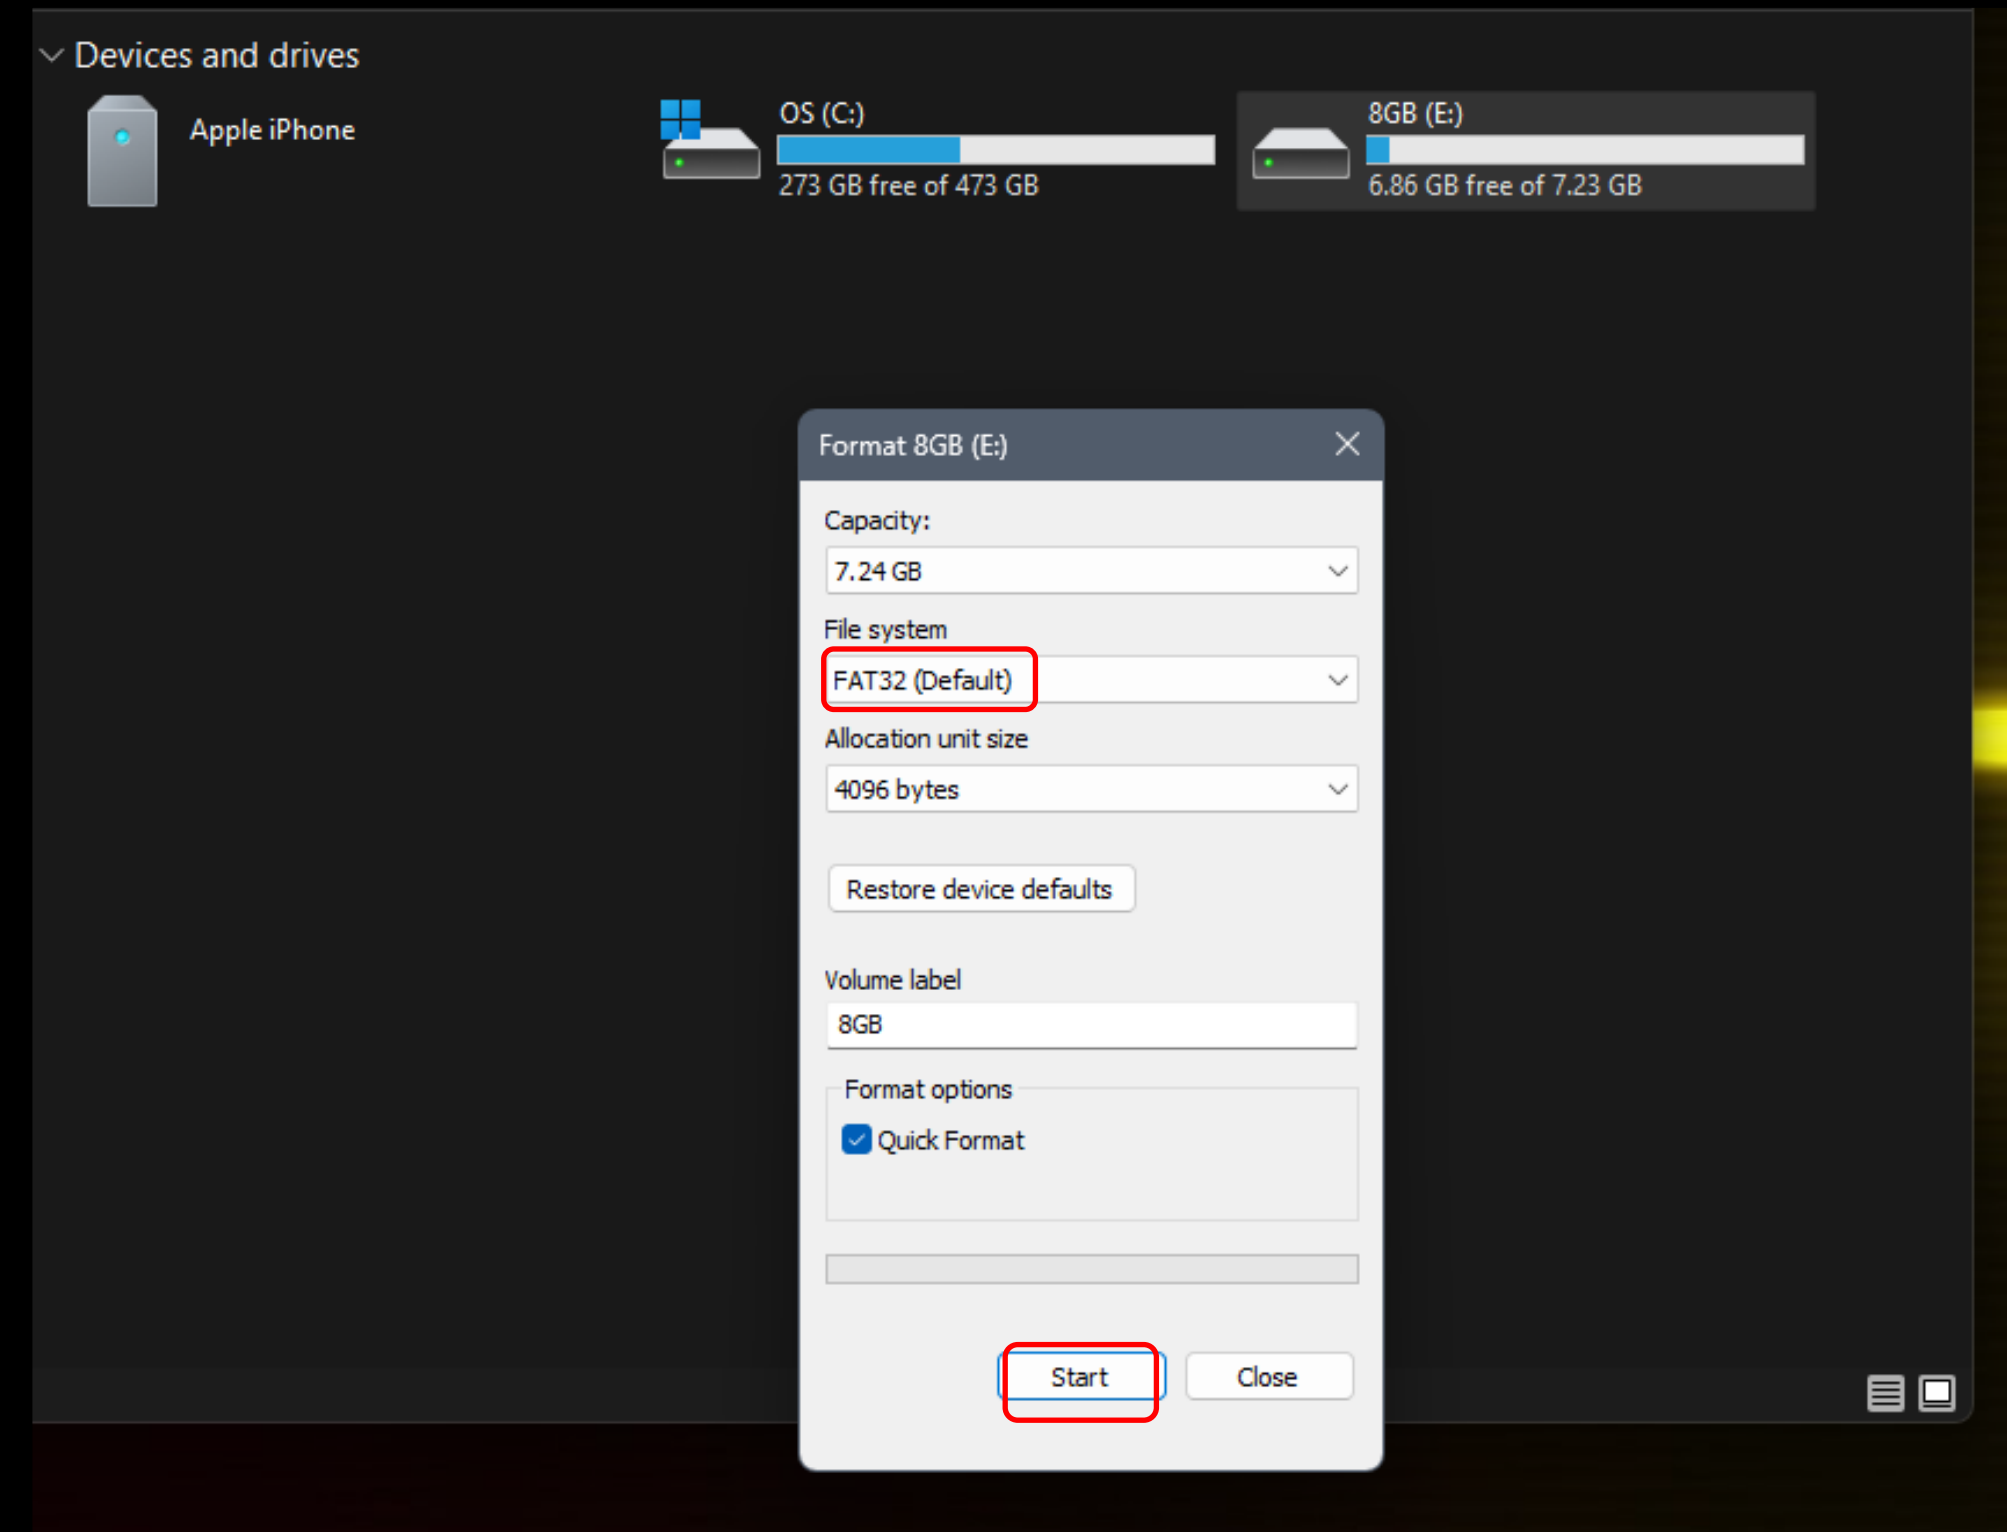 Devices and drives
Apple iPhone
OS (C:)
273 GB free of 473 GB
8GB (E:)
6.86 GB free of 7.23 GB
Format 8GB (E:)
Capacity:
7.24 GB
File system
FAT32 (Default)
Allocation unit size
4096 bytes
Restore device defaults
Volume label
8GB
Format options
Quick Format
Start
Close